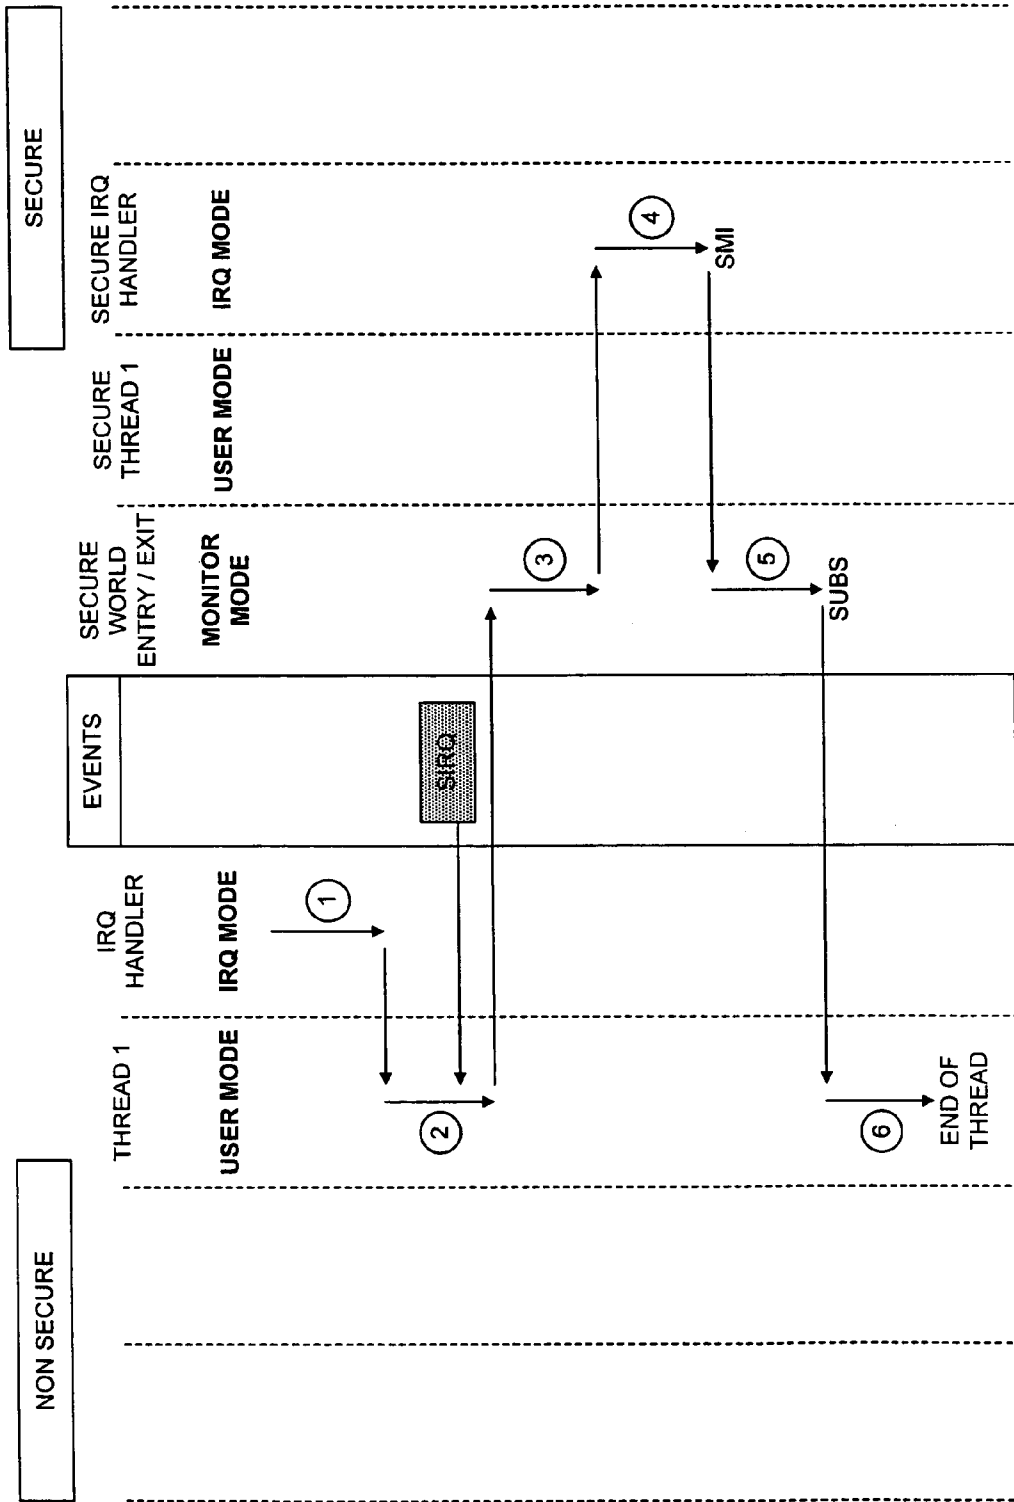 NON SECURE
SECURE
THREAD 1
USER MODE
IRQ
HANDLER
IRQ MODE
EVENTS
SECURE
WORLD
ENTRY / EXIT
MONITOR
MODE
SECURE
THREAD 1
USER MODE
SECURE IRQ
HANDLER
IRQ MODE
1
2
SIRQ
3
4
SMI
5
SUBS
6
END OF
THREAD